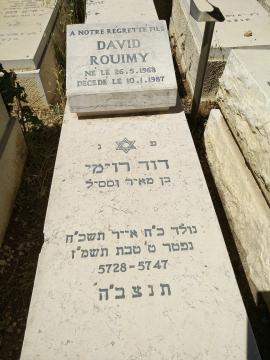 A NOTRE REGRETTE FILS
DAVID
ROUIMY
NE LE 26.5.1968
DECEDE LE 10.1.1987
פ נ
דוד רוימי
בן מאיר וססיל
נולד כ״ח אייר תשכ״ח
נפטר ט׳ טבת תשמ״ז
5728-5747
תנצב״ה